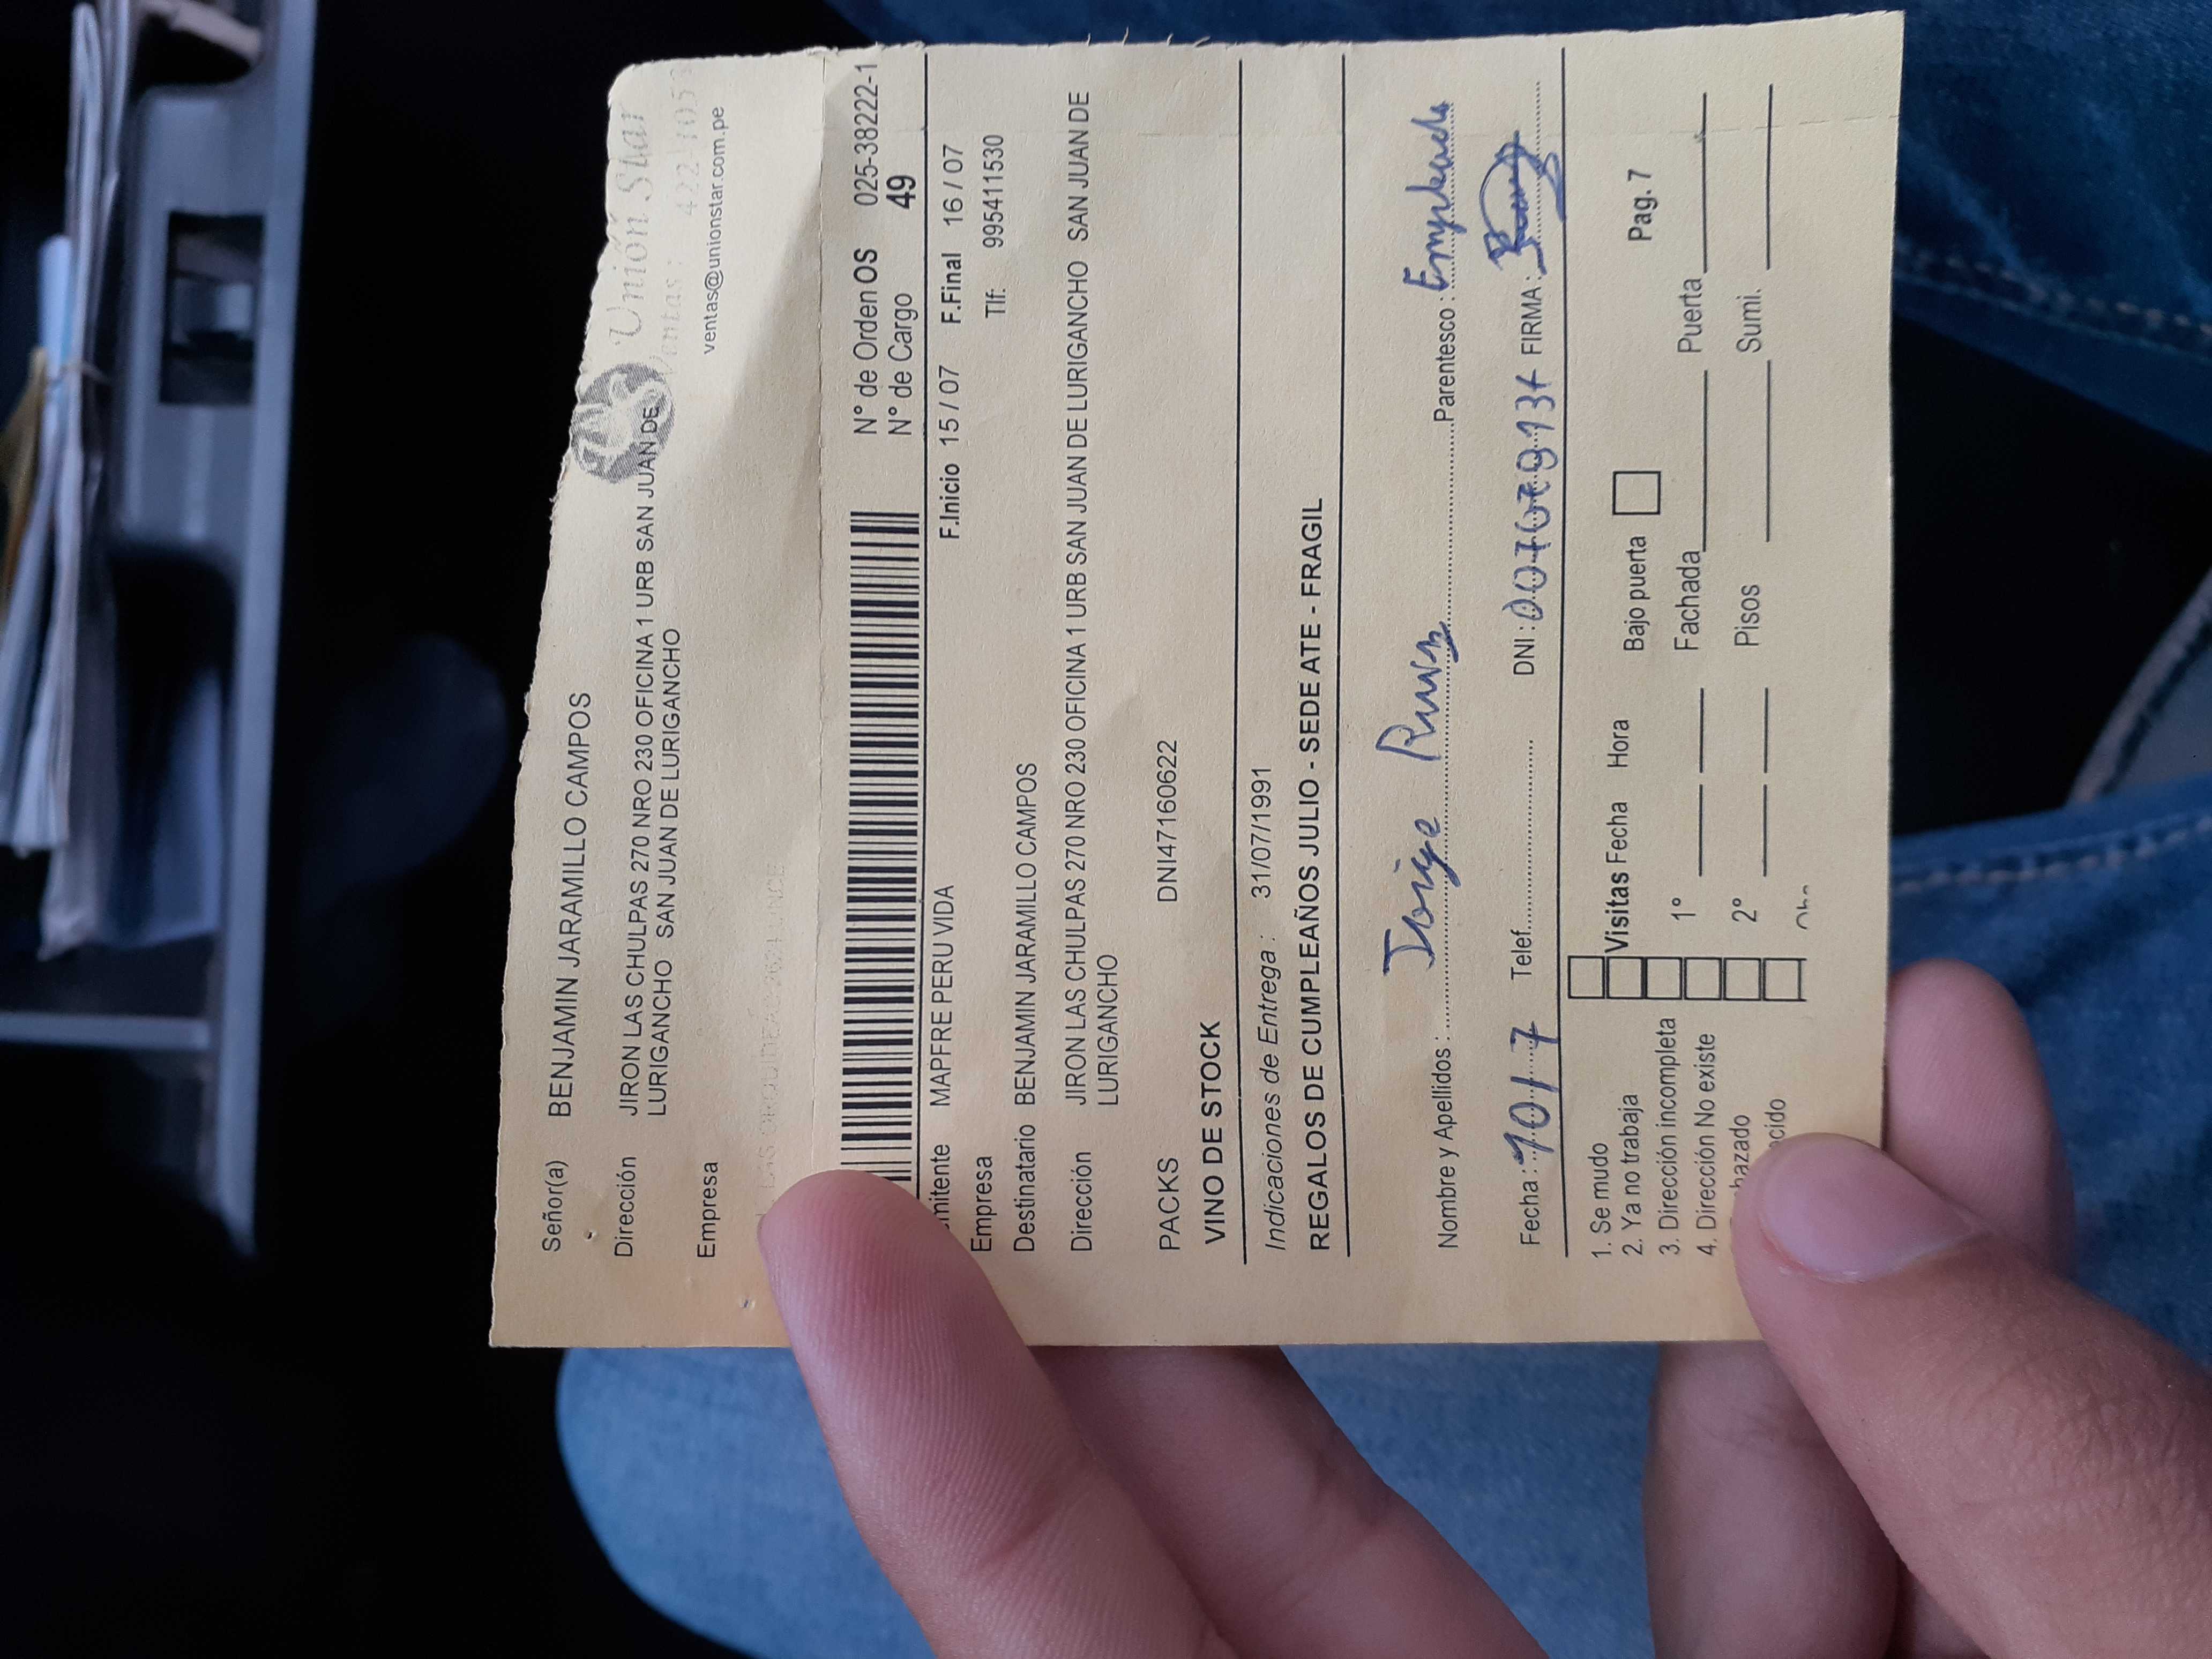 Unión Star
Señor(a) BENJAMIN JARAMILLO CAMPOS
Dirección JIRON LAS CHULPAS 270 NRO 230 OFICINA 1 URB SAN JUAN DE
LURIGANCHO SAN JUAN DE LURIGANCHO
Empresa
ventas@unionstar.com.pe
N° de Orden OS 025-38222-1
N° de Cargo 49
mitente MAPFRE PERU VIDA F.Inicio 15 / 07 F.Final 16 / 07
Empresa Tlf: 995411530
Destinatario BENJAMIN JARAMILLO CAMPOS
Dirección JIRON LAS CHULPAS 270 NRO 230 OFICINA 1 URB SAN JUAN DE LURIGANCHO SAN JUAN DE
LURIGANCHO
PACKS DNI47160622
VINO DE STOCK
Indicaciones de Entrega : 31/07/1991
REGALOS DE CUMPLEAÑOS JULIO - SEDE ATE - FRAGIL
Nombre y Apellidos : Jorge Ruiz Parentesco : Empleado
Fecha : Telef. DNI : FIRMA :
1. Se mudo
2. Ya no trabaja Visitas Fecha Hora Bajo puerta Pag. 7
3. Dirección incompleta
4. Dirección No existe 1° Fachada Puerta
hazado
2° Pisos Sumi.
cido